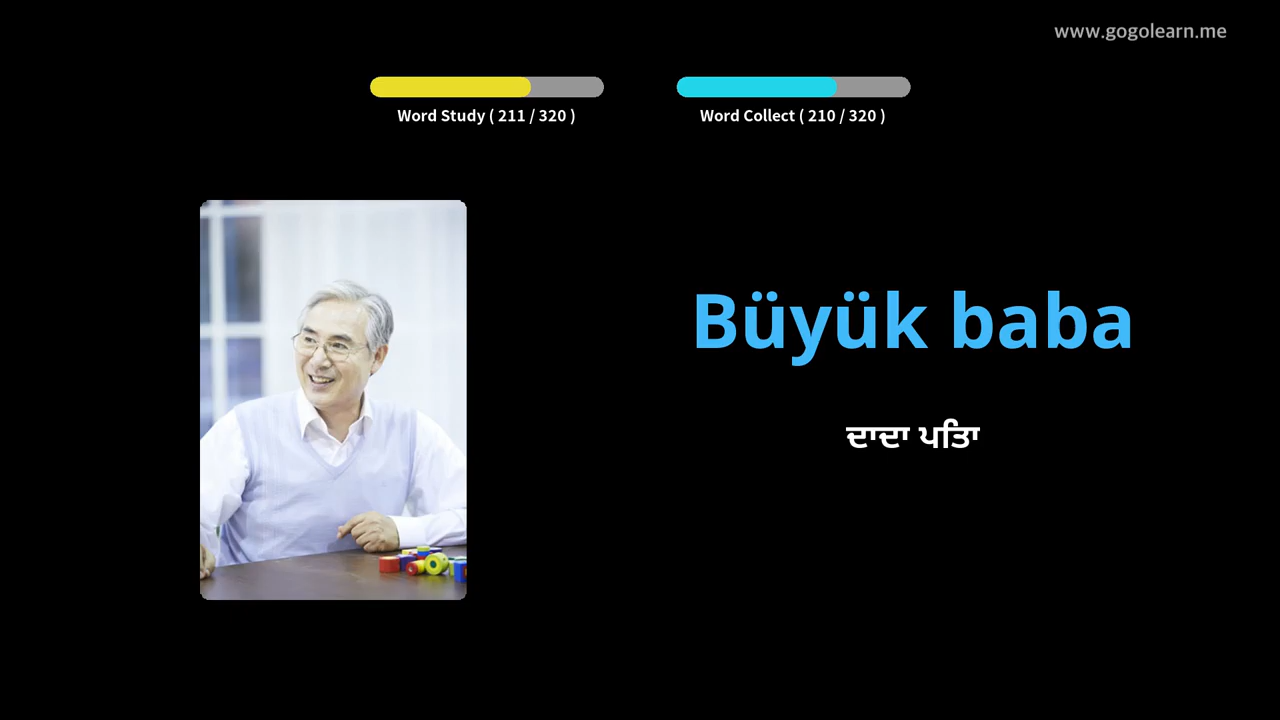 www.gogolearn.me
Word Study ( 211 / 320 )
Word Collect ( 210 / 320 )
Büyük baba
ਦਾਦਾ ਪਿਤਾ